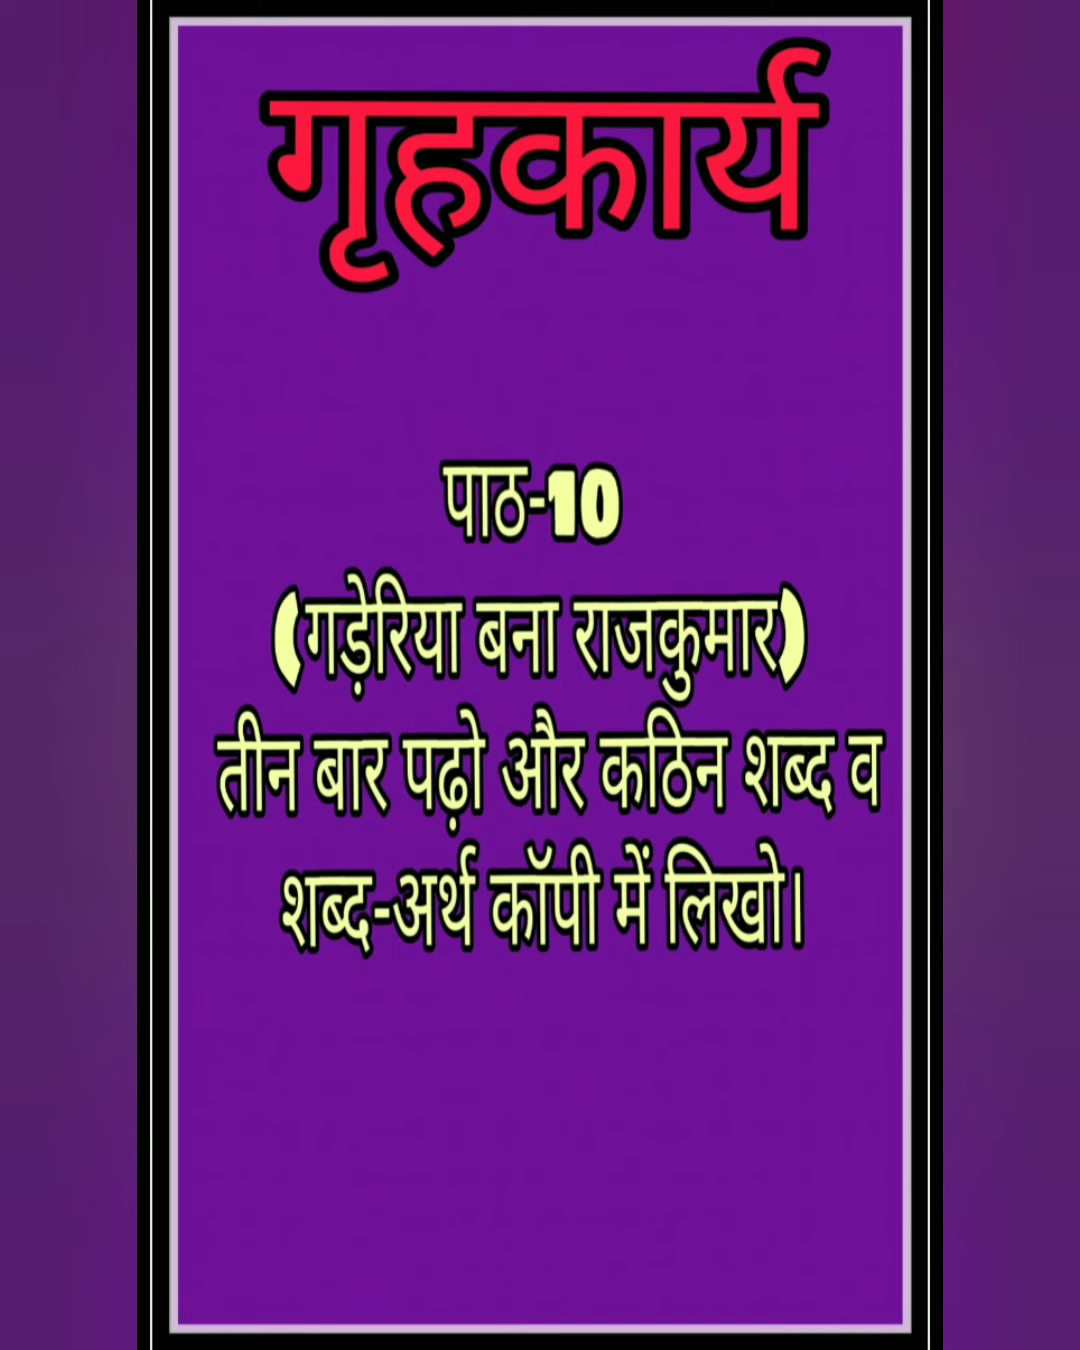 गृहकार्य
पाठ-10
(गड़ेरिया बना राजकुमार)
तीन बार पढ़ो और कठिन शब्द व
शब्द-अर्थ कॉपी में लिखो।